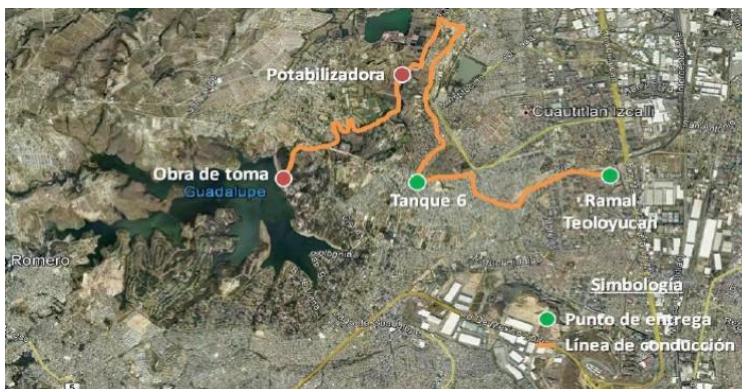 Potabilizadora
Cuautitlan Izcalli
Obra de toma
Guadalupe
Tanque 6
Ramal
Teoloyucan
Romero
Simbología
Punto de entrega
Línea de conducción